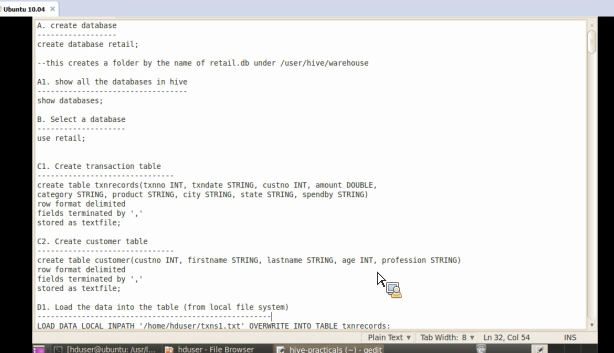 Ubuntu 10.04
A. create database
------------------
create database retail;
--this creates a folder by the name of retail.db under /user/hive/warehouse
A1. show all the databases in hive
----------------------------------
show databases;
B. Select a database
--------------------
use retail;
C1. Create transaction table
-------------------------------
create table txnrecords(txnno INT, txndate STRING, custno INT, amount DOUBLE,
category STRING, product STRING, city STRING, state STRING, spendby STRING)
row format delimited
fields terminated by ','
stored as textfile;
C2. Create customer table
-------------------------------
create table customer(custno INT, firstname STRING, lastname STRING, age INT, profession STRING)
row format delimited
fields terminated by ','
stored as textfile;
D1. Load the data into the table (from local file system)
-----------------------------------------------------
LOAD DATA LOCAL INPATH '/home/hduser/txns1.txt' OVERWRITE INTO TABLE txnrecords;
Plain Text Tab Width: 8 Ln 32, Col 54 INS
[hduser@ubuntu: /usr/l... hduser - File Browser hive-practicals (~) - gedit